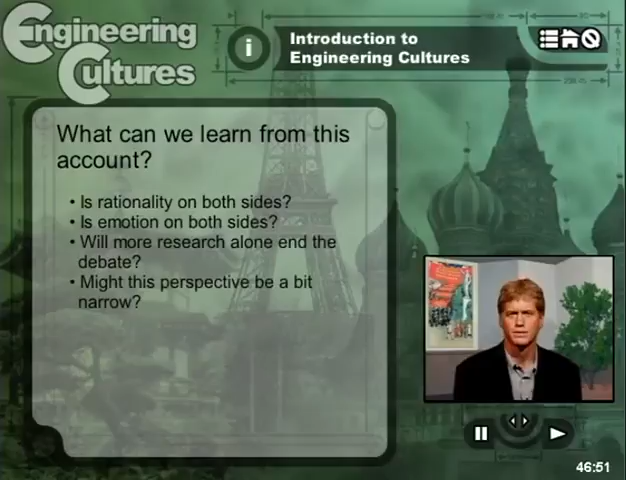 Engineering
Cultures
i
Introduction to
Engineering Cultures
What can we learn from this
account?
• Is rationality on both sides?
• Is emotion on both sides?
• Will more research alone end the
debate?
• Might this perspective be a bit
narrow?
46:51